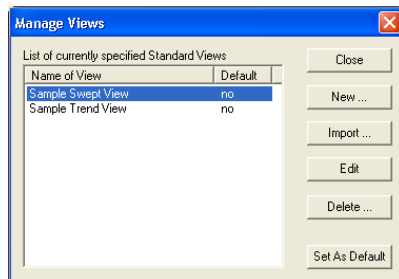 Manage Views
List of currently specified Standard Views
Close
Name of View Default
Sample Swept View no
Sample Trend View no
New ...
Import ...
Edit
Delete ...
Set As Default